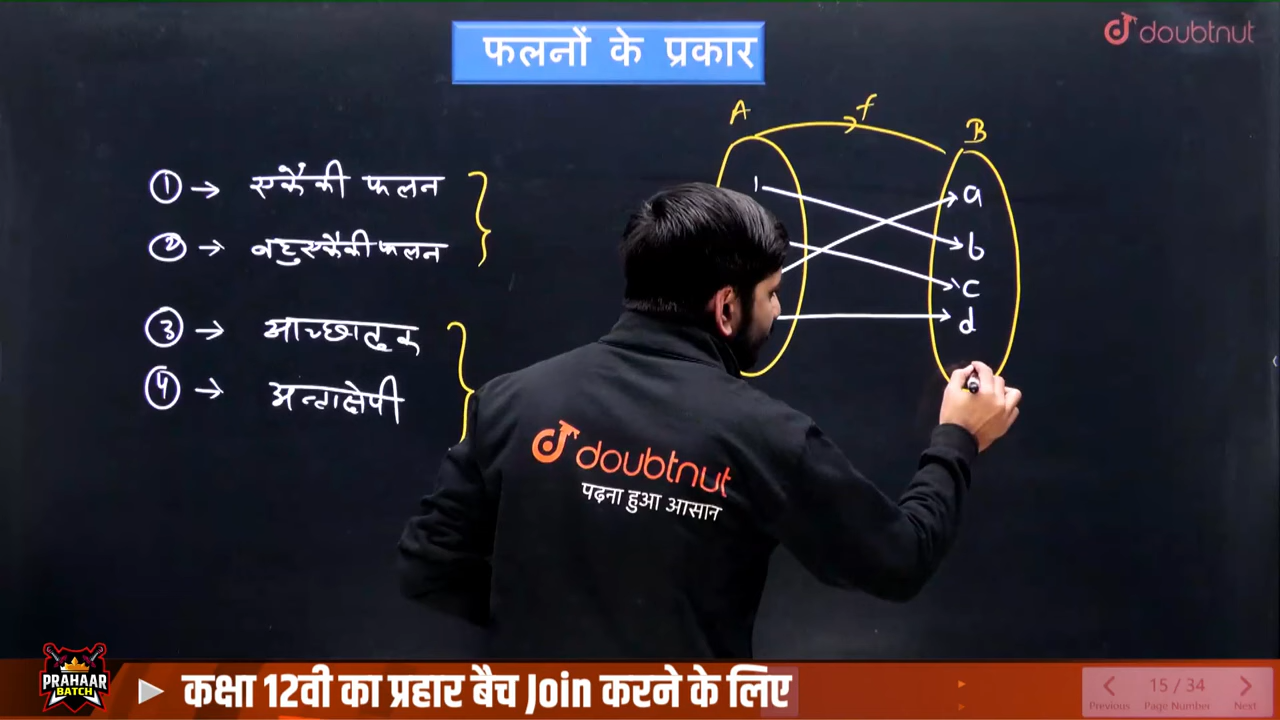 फलनों के प्रकार
doubtnut
A f B
① → एकैकी फलन
② → बहुएकैकी फलन
③ → आच्छादक
④ → अन्तःक्षेपी
1 a
b
c
d
doubtnut
पढ़ना हुआ आसान
PRAHAAR
BATCH
कक्षा 12वी का प्रहार बैच Join करने के लिए
15 / 34
Previous Page Number Next